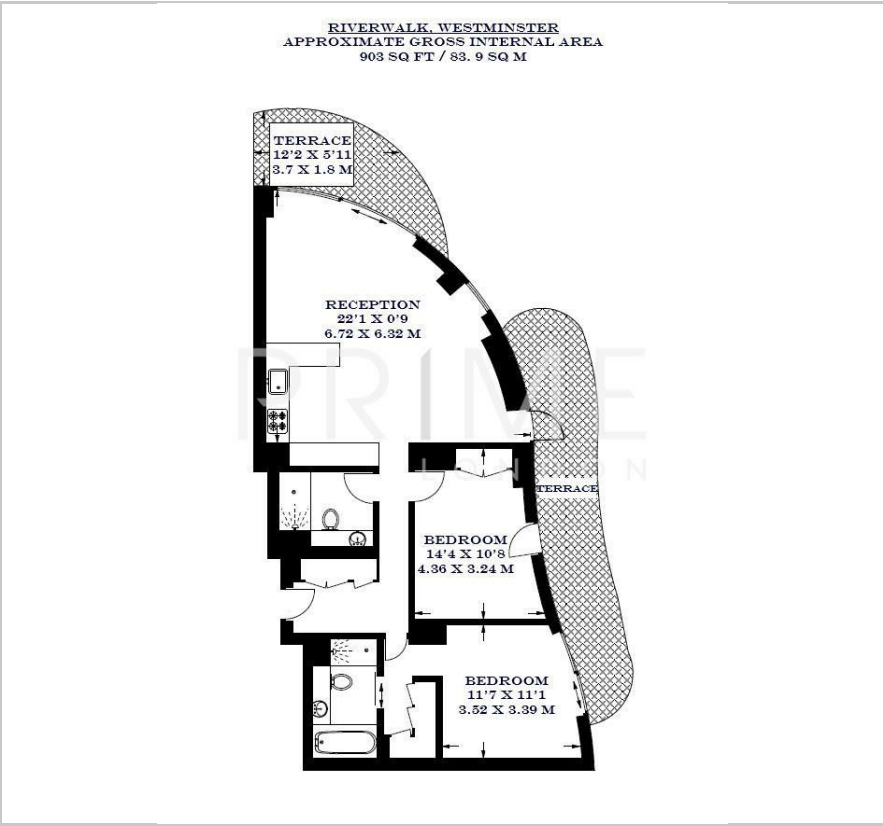 RIVERWALK, WESTMINSTER
APPROXIMATE GROSS INTERNAL AREA
903 SQ FT / 83. 9 SQ M
TERRACE
12'2 X 5'11
3.7 X 1.8 M
RECEPTION
22'1 X 0'9
6.72 X 6.32 M
PRIME
LONDON
TERRACE
BEDROOM
14'4 X 10'8
4.36 X 3.24 M
BEDROOM
11'7 X 11'1
3.52 X 3.39 M